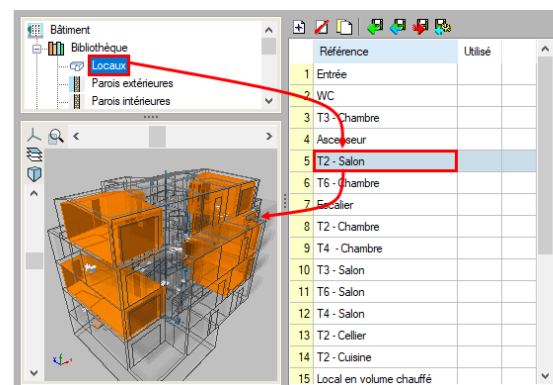 Bâtiment
Bibliothèque
Locaux
Parois extérieures
Parois intérieures
Référence Utilisé
1 Entrée
2 WC
3 T3 - Chambre
4 Ascenseur
5 T2 - Salon
6 T6 - Chambre
7 Escalier
8 T2 - Chambre
9 T4 - Chambre
10 T3 - Salon
11 T6 - Salon
12 T4 - Salon
13 T2 - Cellier
14 T2 - Cuisine
15 Local en volume chauffé